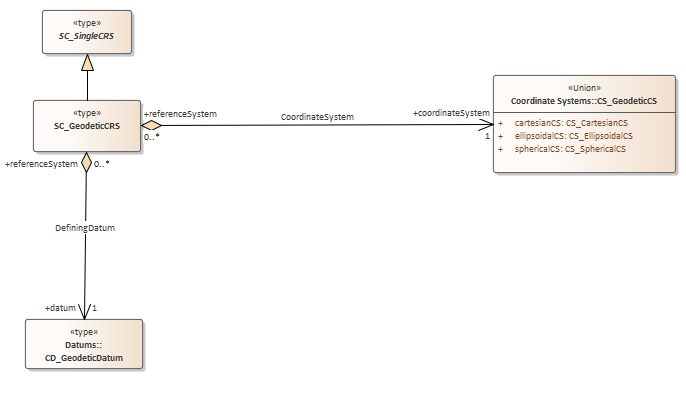 «type»
SC_SingleCRS
«type»
SC_GeodeticCRS
+referenceSystem
0..*
CoordinateSystem
+coordinateSystem
1
«Union»
Coordinate Systems::CS_GeodeticCS
+ cartesianCS: CS_CartesianCS
+ ellipsoidalCS: CS_EllipsoidalCS
+ sphericalCS: CS_SphericalCS
+referenceSystem
0..*
DefiningDatum
+datum
1
«type»
Datums::
CD_GeodeticDatum